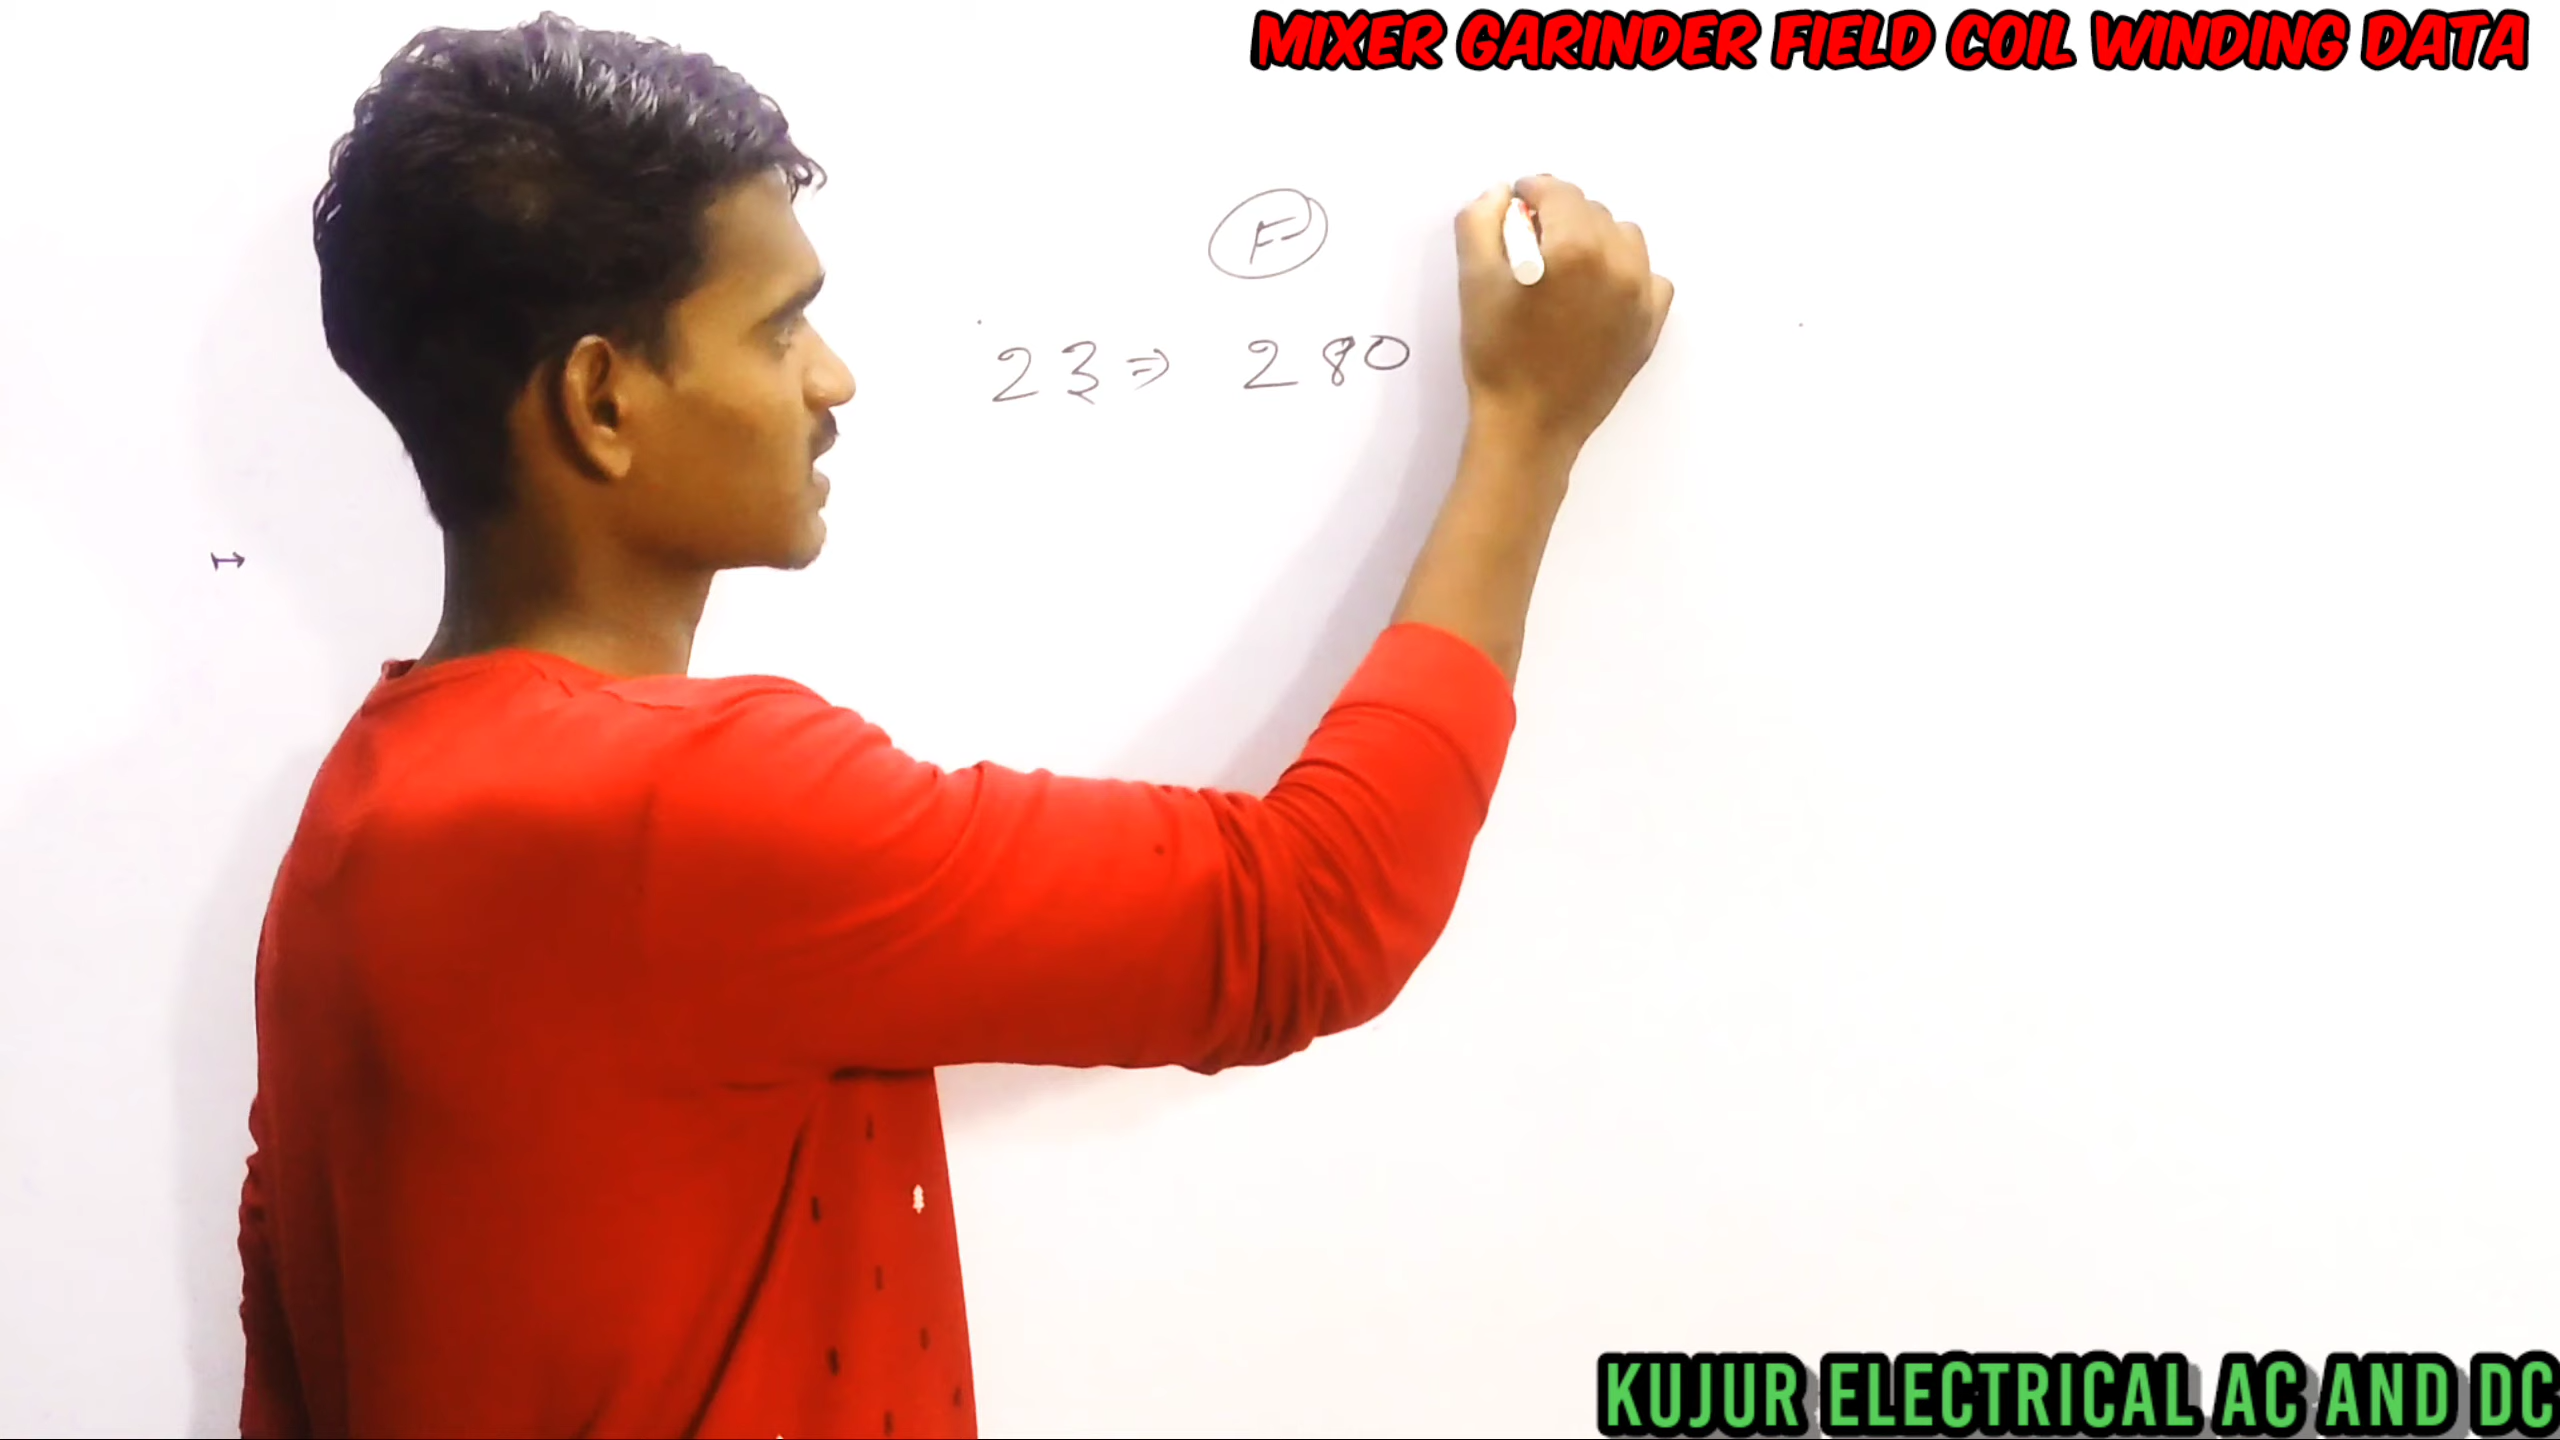 MIXER GARINDER FIELD COIL WINDING DATA
F
23 ⇒ 280
KUJUR ELECTRICAL AC AND DC